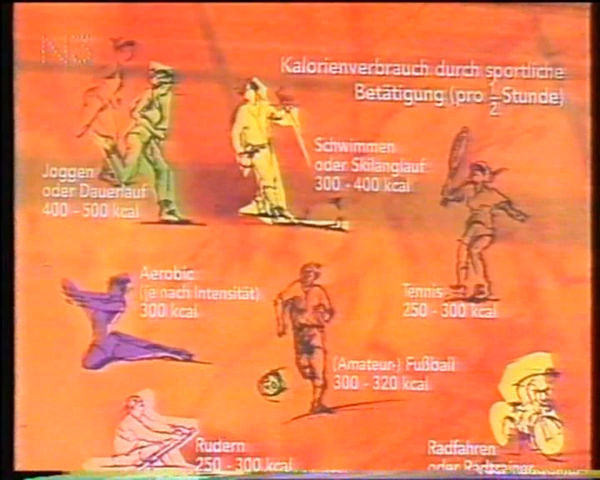 N3
Kalorienverbrauch durch sportliche
Betätigung (pro 1/2 Stunde)
Schwimmen
oder Skilanglauf
300 - 400 kcal
Joggen
oder Dauerlauf
400 - 500 kcal
Aerobic
(je nach Intensität)
300 kcal
Tennis
250 - 300 kcal
(Amateur-) Fußball
300 - 320 kcal
Rudern
250 - 300 kcal
Radfahren
oder